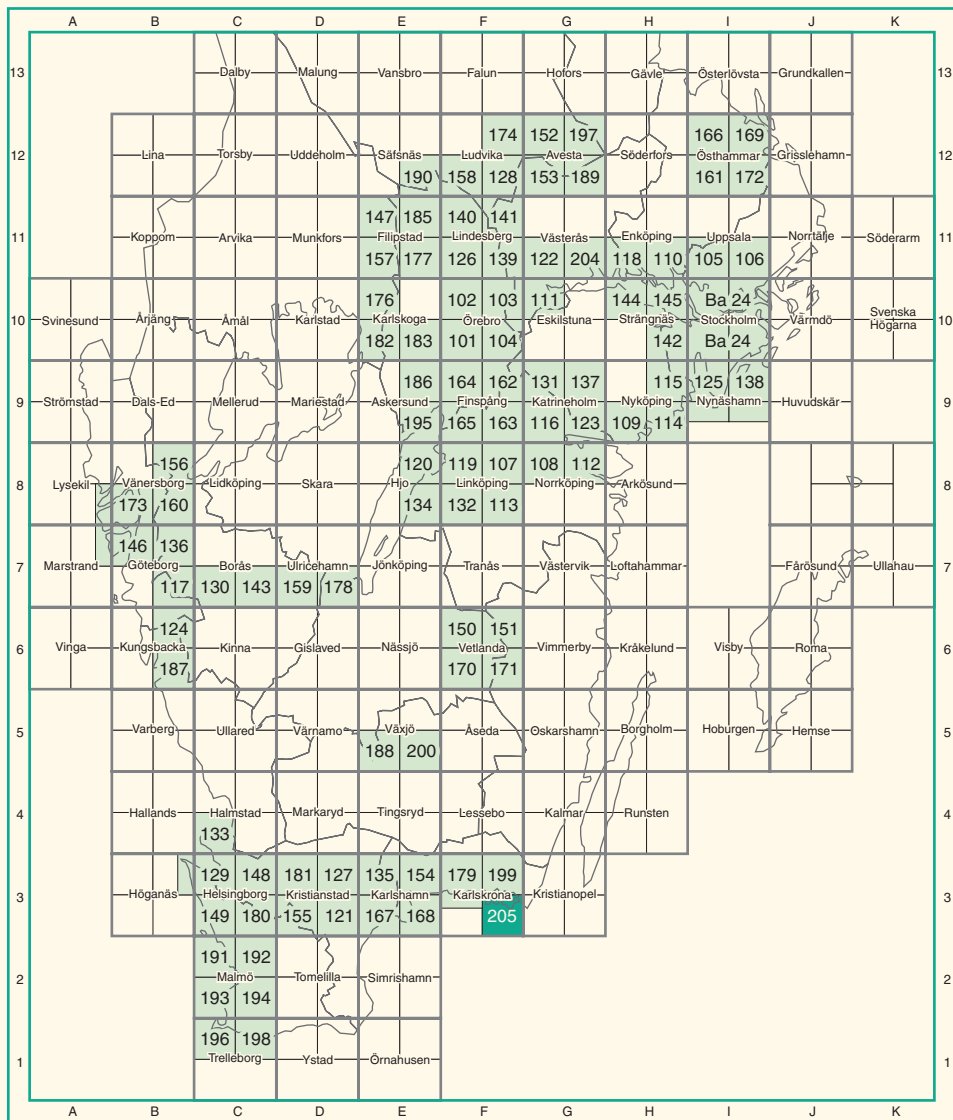 A B C D E F G H I J K
13 Dalby Malung Vansbro Falun Hofors Gävle Österlövsta Grundkallen 13
174 152 197 166 169
12 Lina Torsby Uddeholm Säfsnäs Ludvika Avesta Söderfors Östhammar Grisslehamn 12
190 158 128 153 189 161 172
147 185 140 141
11 Koppom Arvika Munkfors Filipstad Lindesberg Västerås Enköping Uppsala Norrtälje Söderarm 11
157 177 126 139 122 204 118 110 105 106
176 102 103 111 144 145 Ba 24
10 Svinesund Årjäng Åmål Karlstad Karlskoga Örebro Eskilstuna Strängnäs Stockholm Värmdö Svenska Högarna 10
182 183 101 104 142 Ba 24
186 164 162 131 137 115 125 138
9 Strömstad Dals-Ed Mellerud Mariestad Askersund Finspång Katrineholm Nyköping Nynäshamn Huvudskär 9
195 165 163 116 123 109 114
156 120 119 107 108 112
8 Lysekil Vänersborg Lidköping Skara Hjo Linköping Norrköping Arkösund 8
173 160 134 132 113
146 136
7 Marstrand Göteborg Borås Ulricehamn Jönköping Tranås Västervik Loftahammar Fårösund Ullahau 7
117 130 143 159 178
124 150 151
6 Vinga Kungsbacka Kinna Gislaved Nässjö Vetlanda Vimmerby Kråkelund Visby Roma 6
187 170 171
5 Varberg Ullared Värnamo Växjö Åseda Oskarshamn Borgholm Hoburgen Hemse 5
188 200
4 Hallands Halmstad Markaryd Tingsryd Lessebo Kalmar Runsten 4
133
129 148 181 127 135 154 179 199
3 Höganäs Helsingborg Kristianstad Karlshamn Karlskrona Kristianopel 3
149 180 155 121 167 168 205
191 192
2 Malmö Tomelilla Simrishamn 2
193 194
196 198
1 Trelleborg Ystad Örnahusen 1
A B C D E F G H I J K